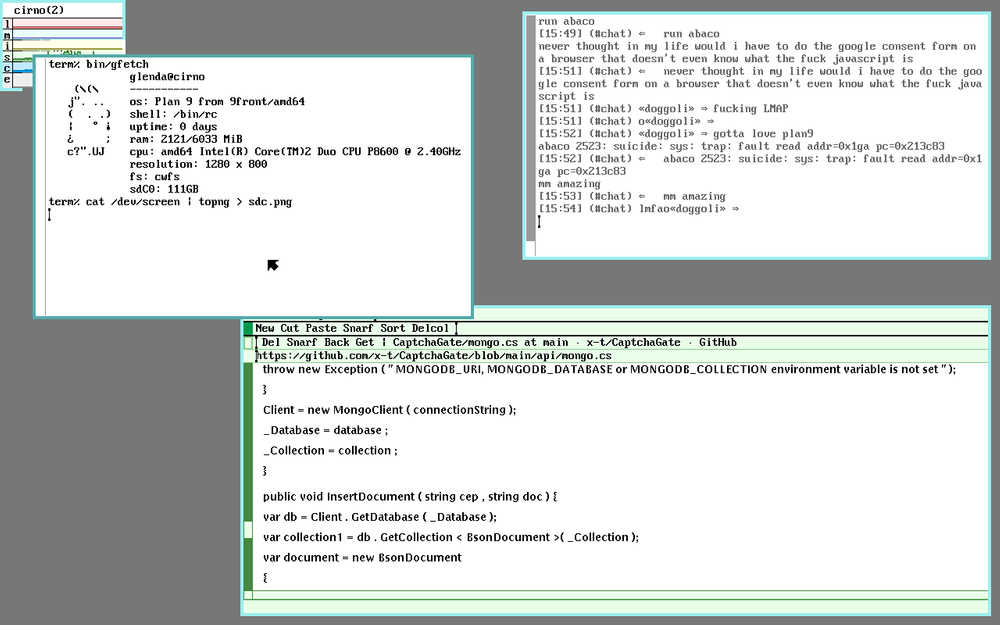 cirno(2)
l
m
i
s
c
e
term% bin/gfetch
glenda@cirno
(\(\ -----------
j". .. os: Plan 9 from 9front/amd64
( . .) shell: /bin/rc
| ° ¡ uptime: 0 days
¿ ; ram: 2121/6033 MiB
c?".UJ cpu: amd64 Intel(R) Core(TM)2 Duo CPU P8600 @ 2.40GHz
resolution: 1280 x 800
fs: cwfs
sdC0: 111GB
term% cat /dev/screen | topng > sdc.png
run abaco
[15:49] (#chat) ⇐ run abaco
never thought in my life would i have to do the google consent form on
a browser that doesn't even know what the fuck javascript is
[15:51] (#chat) ⇐ never thought in my life would i have to do the goo
gle consent form on a browser that doesn't even know what the fuck java
script is
[15:51] (#chat) «doggoli» ⇒ fucking LMAP
[15:51] (#chat) o«doggoli» ⇒
[15:52] (#chat) «doggoli» ⇒ gotta love plan9
abaco 2523: suicide: sys: trap: fault read addr=0x1ga pc=0x213c83
[15:52] (#chat) ⇐ abaco 2523: suicide: sys: trap: fault read addr=0x1
ga pc=0x213c83
mm amazing
[15:53] (#chat) ⇐ mm amazing
[15:54] (#chat) lmfao«doggoli» ⇒
New Cut Paste Snarf Sort Delcol
Del Snarf Back Get | CaptchaGate/mongo.cs at main · x-t/CaptchaGate · GitHub
https://github.com/x-t/CaptchaGate/blob/main/api/mongo.cs
throw new Exception ( " MONGODB_URI, MONGODB_DATABASE or MONGODB_COLLECTION environment variable is not set " );
}
Client = new MongoClient ( connectionString );
_Database = database ;
_Collection = collection ;
}
public void InsertDocument ( string cep , string doc ) {
var db = Client . GetDatabase ( _Database );
var collection1 = db . GetCollection < BsonDocument >( _Collection );
var document = new BsonDocument
{